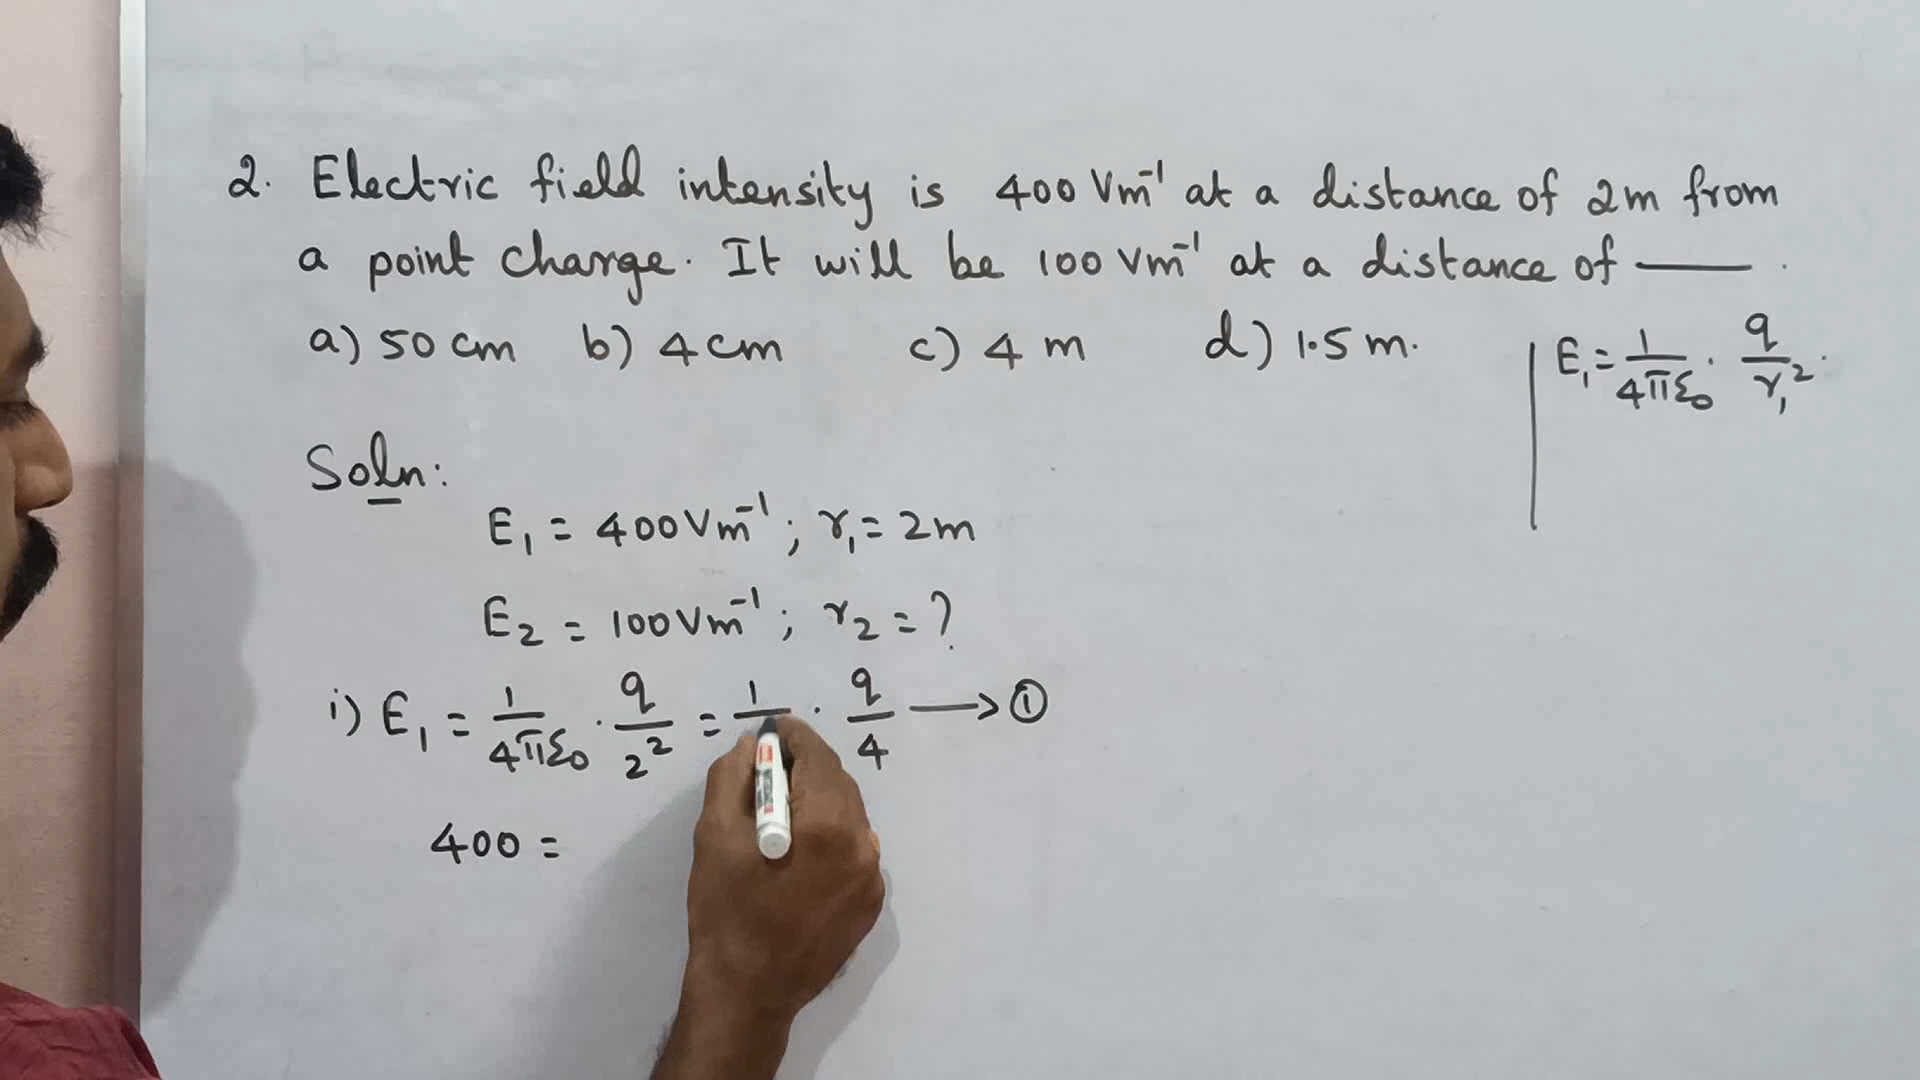 2. Electric field intensity is 400 Vm⁻¹ at a distance of 2m from
a point charge. It will be 100 Vm⁻¹ at a distance of ——— .
a) 50 cm b) 4 cm c) 4 m d) 1.5 m.
E₁ = 1/4πε₀ · q/r₁² .
Soln:
E₁ = 400 Vm⁻¹ ; r₁ = 2m
E₂ = 100 Vm⁻¹ ; r₂ = ?
i) E₁ = 1/4πε₀ · q/2² = 1/ · q/4 —> ①
400 =